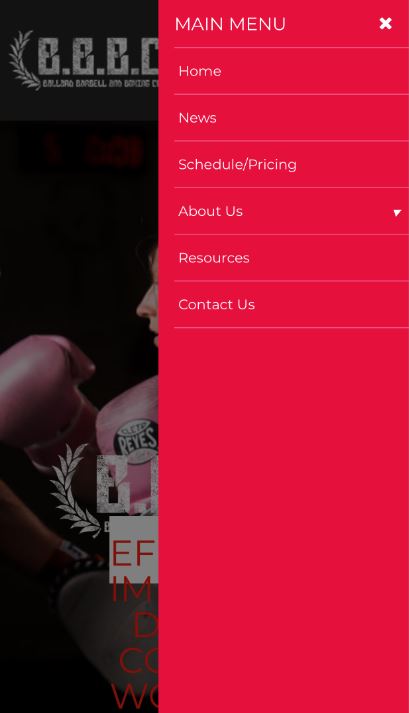 MAIN MENU
Home
News
Schedule/Pricing
About Us
Resources
Contact Us
B.B.B.C
BALLARD BARBELL AND BOXING C
CLETO
REYES
B.
B
EF
IM
D
CO
WO